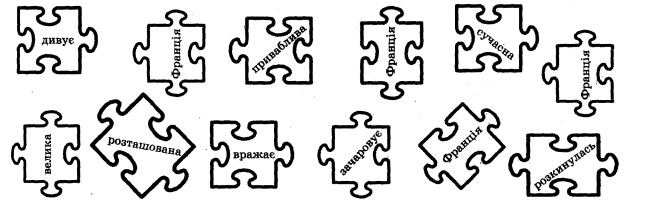 дивує
Франція
приваблива
Франція
сучасна
Франція
велика
розташована
вражає
зачаровує
Франція
розкинулась